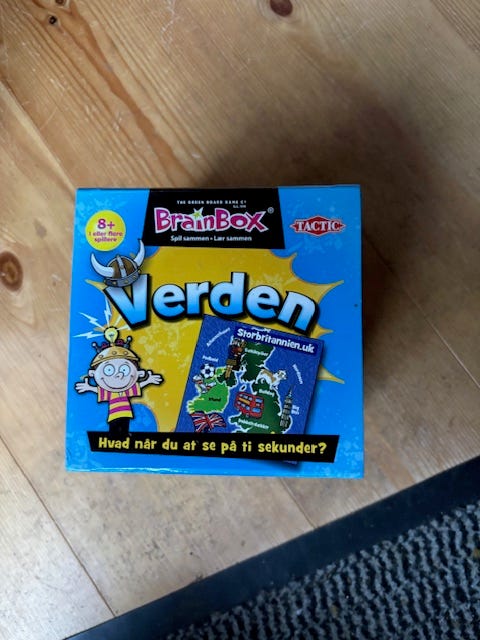 THE GREEN BOARD GAME Cº
BrainBox®
Spil sammen • Lær sammen
8+
1 eller flere
spillere
TACTIC
Verden
Storbritannien.uk
Irland
Hvad når du at se på ti sekunder?